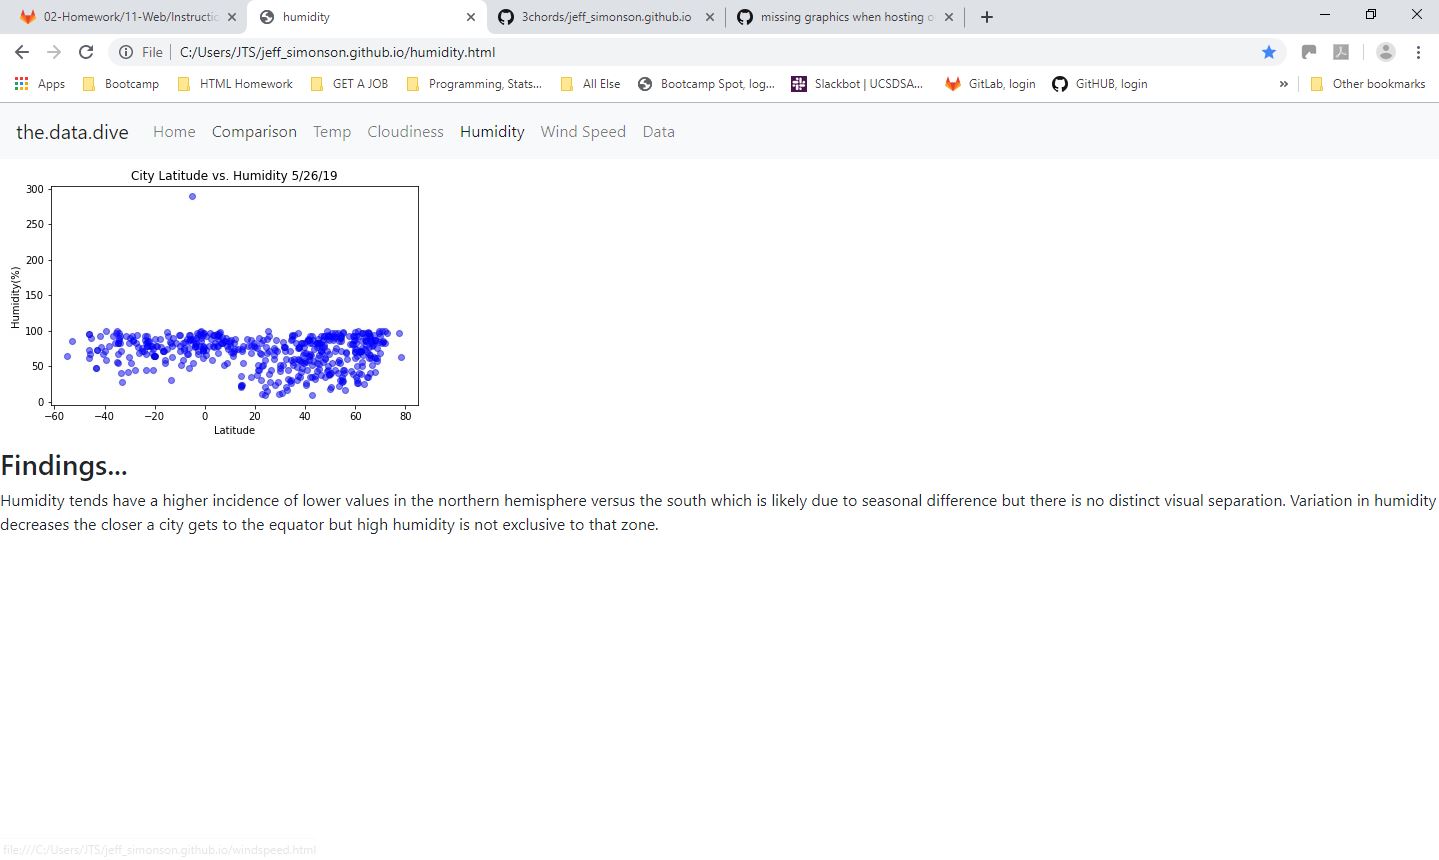 02-Homework/11-Web/Instructio
humidity
3chords/jeff_simonson.github.io
missing graphics when hosting o
File
C:/Users/JTS/jeff_simonson.github.io/humidity.html
Apps
Bootcamp
HTML Homework
GET A JOB
Programming, Stats...
All Else
Bootcamp Spot, log...
Slackbot | UCSDSA...
GitLab, login
GitHUB, login
»
Other bookmarks
the.data.dive
Home
Comparison
Temp
Cloudiness
Humidity
Wind Speed
Data
City Latitude vs. Humidity 5/26/19
300
250
200
150
100
50
0
Humidity(%)
−60
−40
−20
0
20
40
60
80
Latitude
Findings...
Humidity tends have a higher incidence of lower values in the northern hemisphere versus the south which is likely due to seasonal difference but there is no distinct visual separation. Variation in humidity
decreases the closer a city gets to the equator but high humidity is not exclusive to that zone.
file:///C:/Users/JTS/jeff_simonson.github.io/windspeed.html